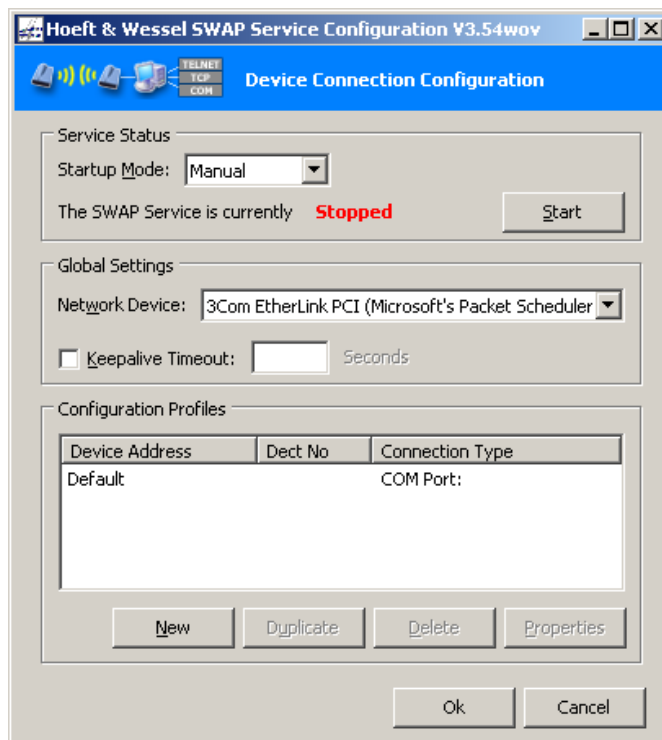 Hoeft & Wessel SWAP Service Configuration V3.54wov
TELNET
TCP
COM
Device Connection Configuration
Service Status
Startup Mode: Manual
The SWAP Service is currently Stopped Start
Global Settings
Network Device: 3Com EtherLink PCI (Microsoft's Packet Scheduler
Keepalive Timeout: Seconds
Configuration Profiles
Device Address Dect No Connection Type
Default COM Port:
New Duplicate Delete Properties
Ok Cancel